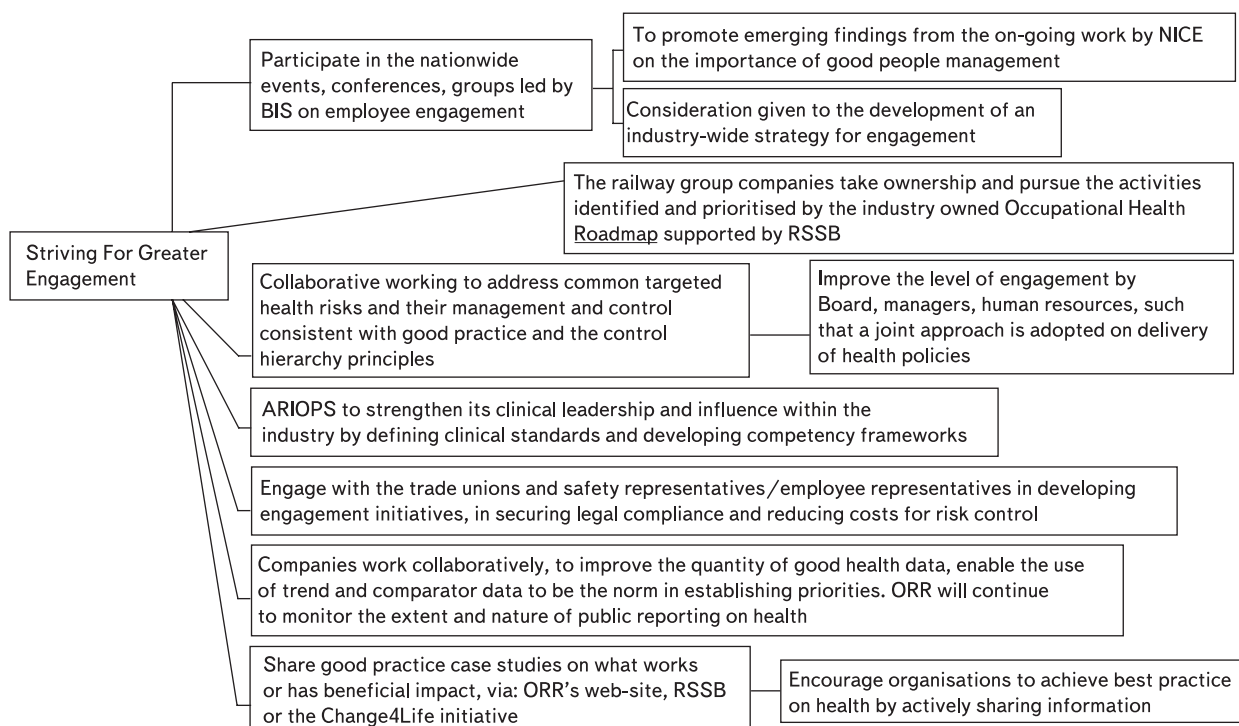 Participate in the nationwide
events, conferences, groups led by
BIS on employee engagement
To promote emerging findings from the on-going work by NICE
on the importance of good people management
Consideration given to the development of an
industry-wide strategy for engagement
The railway group companies take ownership and pursue the activities
identified and prioritised by the industry owned Occupational Health
Roadmap supported by RSSB
Striving For Greater
Engagement
Collaborative working to address common targeted
health risks and their management and control
consistent with good practice and the control
hierarchy principles
Improve the level of engagement by
Board, managers, human resources, such
that a joint approach is adopted on delivery
of health policies
ARIOPS to strengthen its clinical leadership and influence within the
industry by defining clinical standards and developing competency frameworks
Engage with the trade unions and safety representatives/employee representatives in developing
engagement initiatives, in securing legal compliance and reducing costs for risk control
Companies work collaboratively, to improve the quantity of good health data, enable the use
of trend and comparator data to be the norm in establishing priorities. ORR will continue
to monitor the extent and nature of public reporting on health
Share good practice case studies on what works
or has beneficial impact, via: ORR's web-site, RSSB
or the Change4Life initiative
Encourage organisations to achieve best practice
on health by actively sharing information